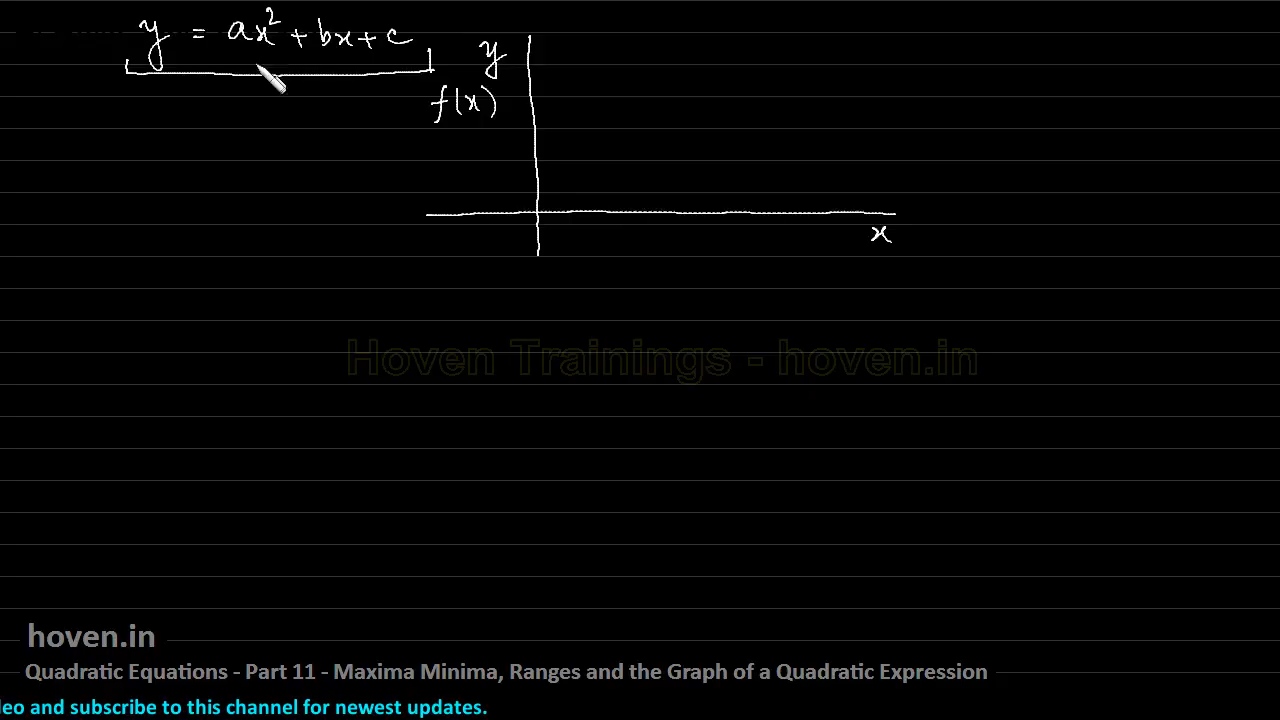 y = ax² + bx + c
y
f(x)
x
Hoven Trainings - hoven.in
hoven.in
Quadratic Equations - Part 11 - Maxima Minima, Ranges and the Graph of a Quadratic Expression
leo and subscribe to this channel for newest updates.